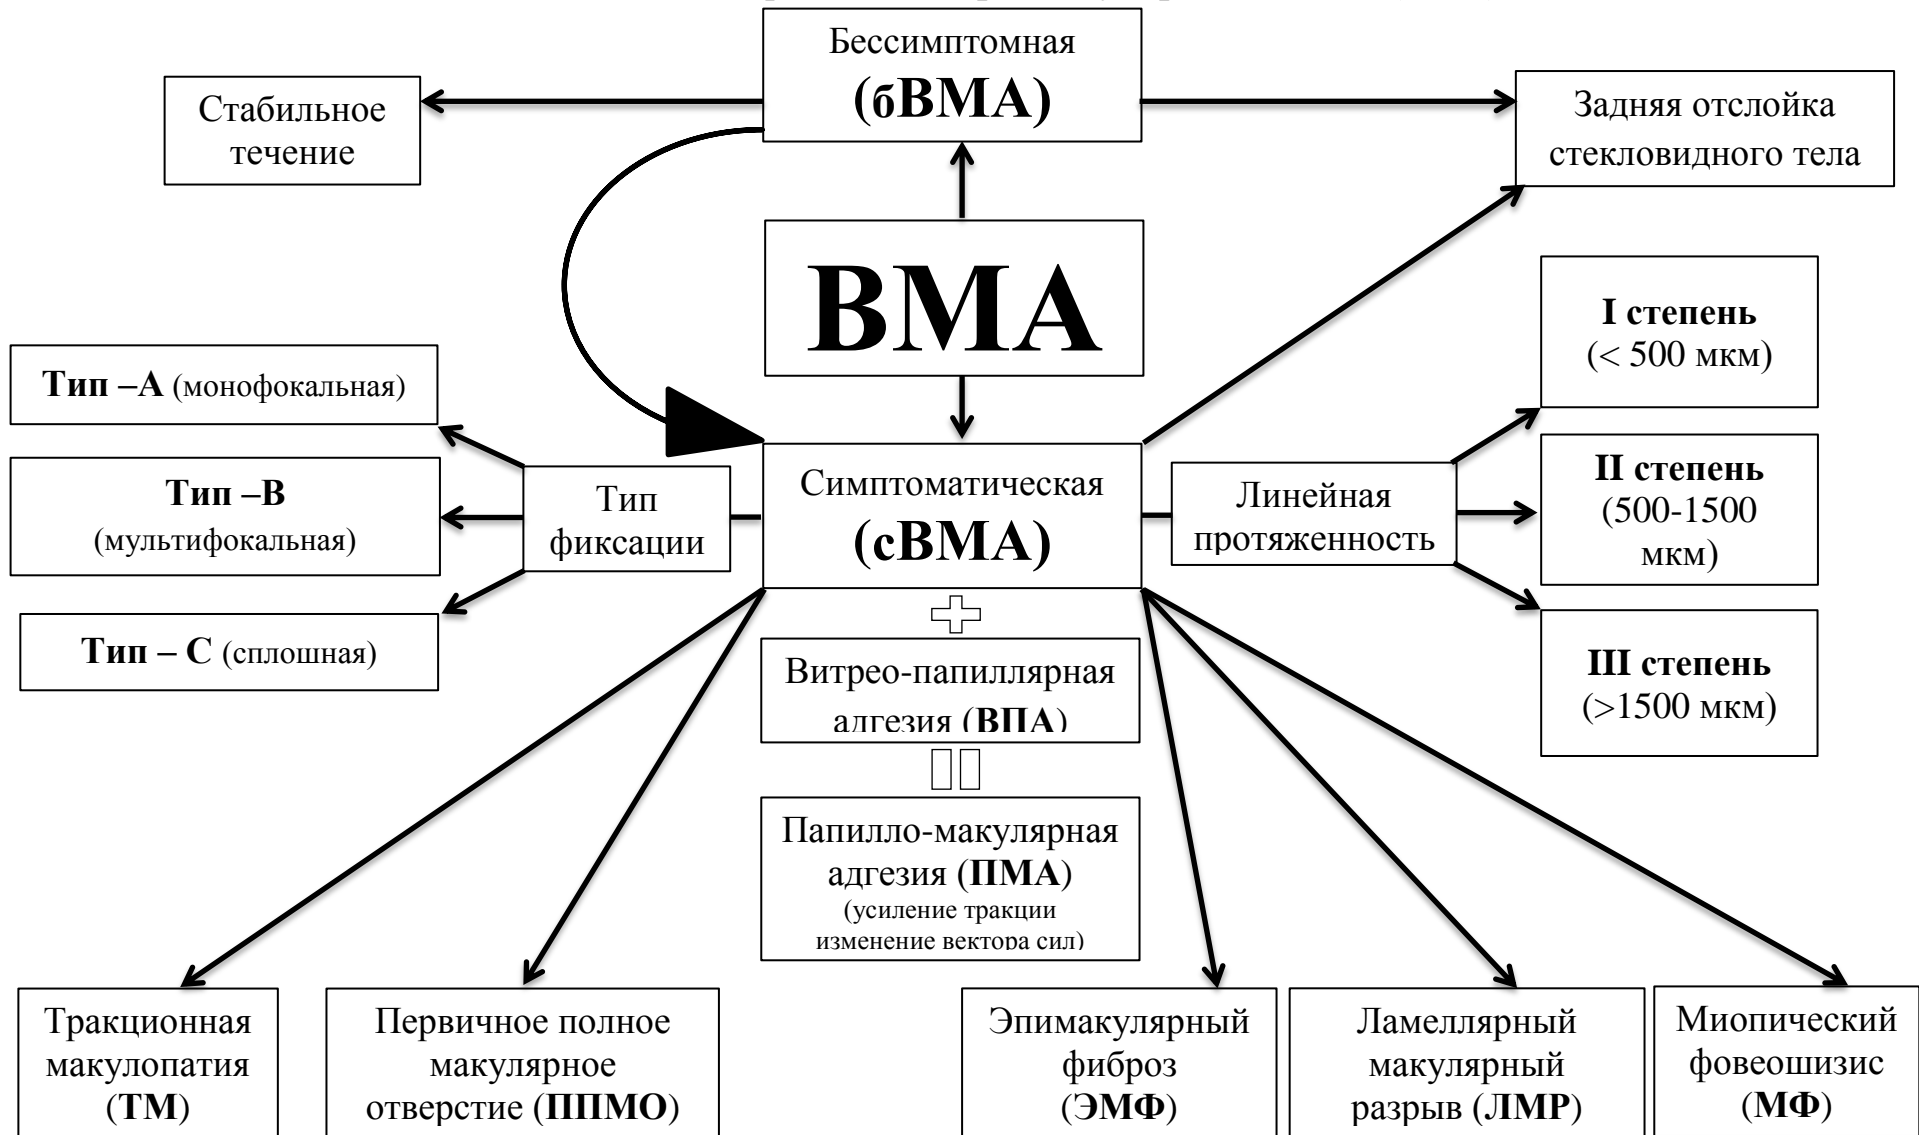 Бессимптомная
(бВМА)
Стабильное
течение
Задняя отслойка
стекловидного тела
ВМА
I степень
(< 500 мкм)
Тип –А (монофокальная)
Тип –В
(мультифокальная)
Тип
фиксации
Симптоматическая
(сВМА)
Линейная
протяженность
II степень
(500-1500
мкм)
Тип – С (сплошная)
III степень
(>1500 мкм)
Витрео-папиллярная
адгезия (ВПА)
Папилло-макулярная
адгезия (ПМА)
(усиление тракции
изменение вектора сил)
Тракционная
макулопатия
(ТМ)
Первичное полное
макулярное
отверстие (ППМО)
Эпимакулярный
фиброз
(ЭМФ)
Ламеллярный
макулярный
разрыв (ЛМР)
Миопический
фовеошизис
(МФ)